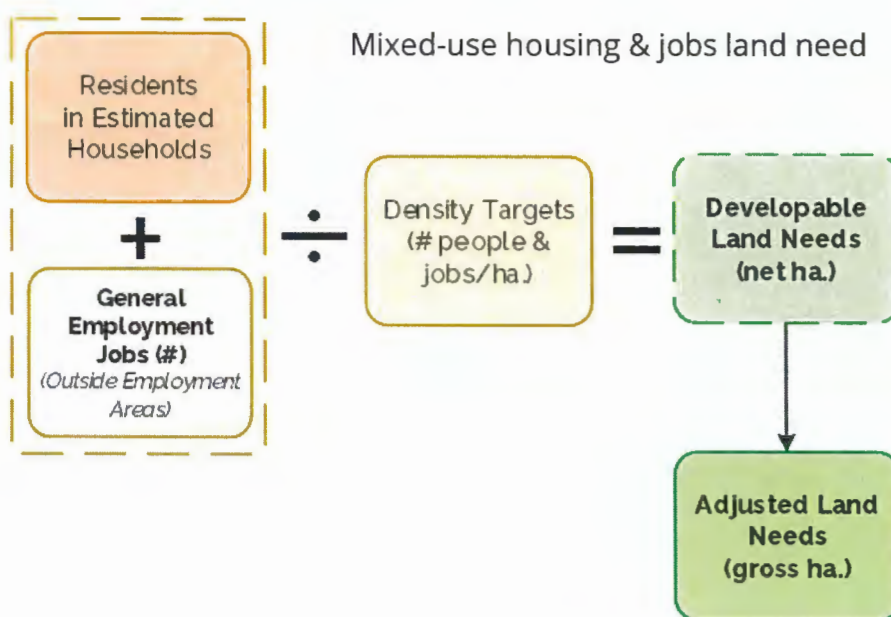 Mixed-use housing & jobs land need
Residents
in Estimated
Households
+
General
Employment
Jobs (#)
(Outside Employment
Areas)
÷
Density Targets
(# people &
jobs/ha.)
=
Developable
Land Needs
(net ha.)
Adjusted Land
Needs
(gross ha.)